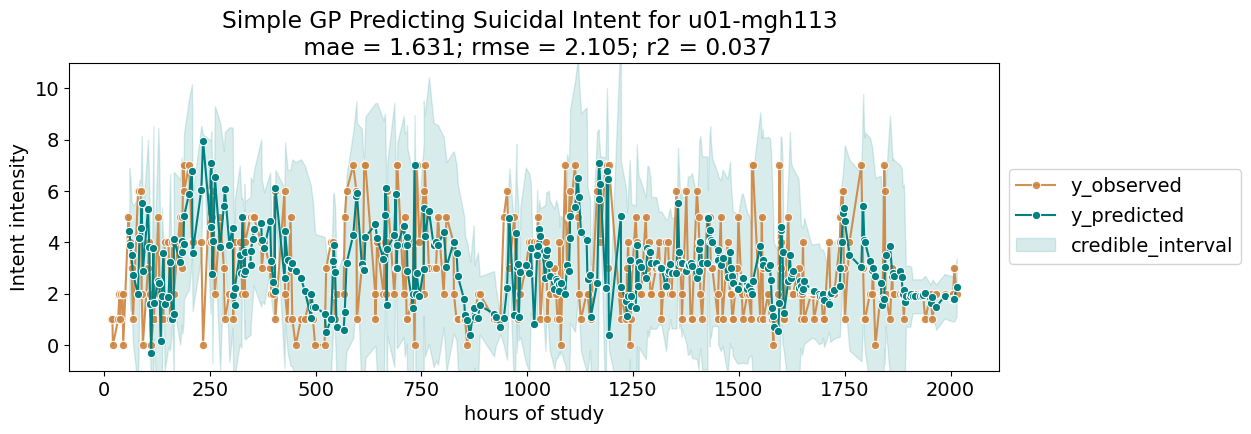 Simple GP Predicting Suicidal Intent for u01-mgh113
mae = 1.631; rmse = 2.105; r2 = 0.037
Intent intensity
10
8
6
4
2
0
0 250 500 750 1000 1250 1500 1750 2000
hours of study
y_observed
y_predicted
credible_interval